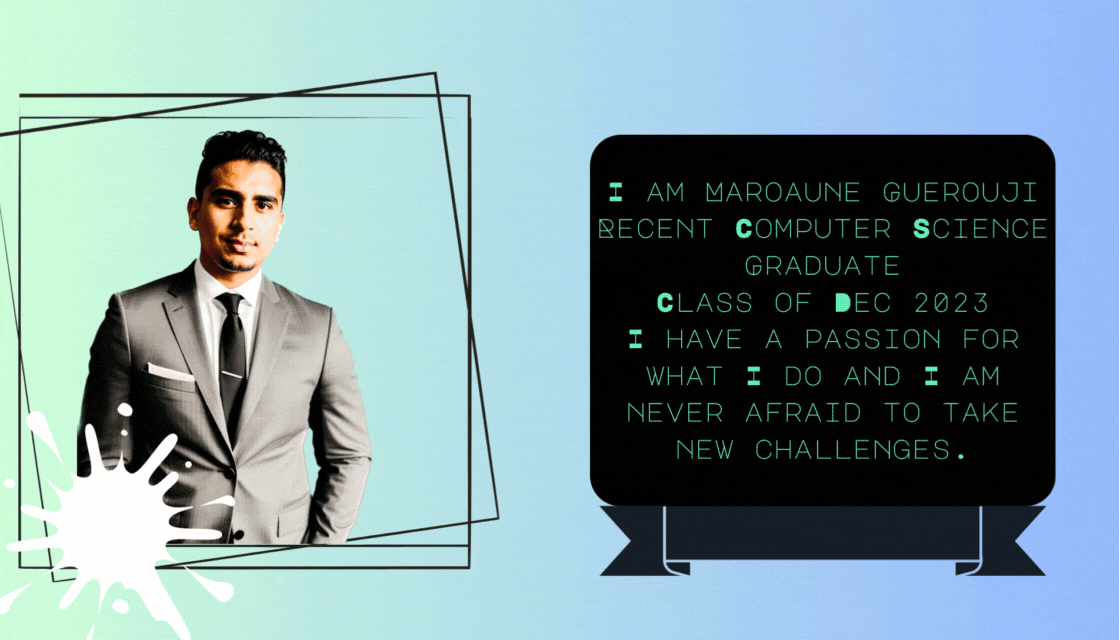 I AM MAROAUNE GUEROUJI
RECENT COMPUTER SCIENCE
GRADUATE
CLASS OF DEC 2023
I HAVE A PASSION FOR
WHAT I DO AND I AM
NEVER AFRAID TO TAKE
NEW CHALLENGES.